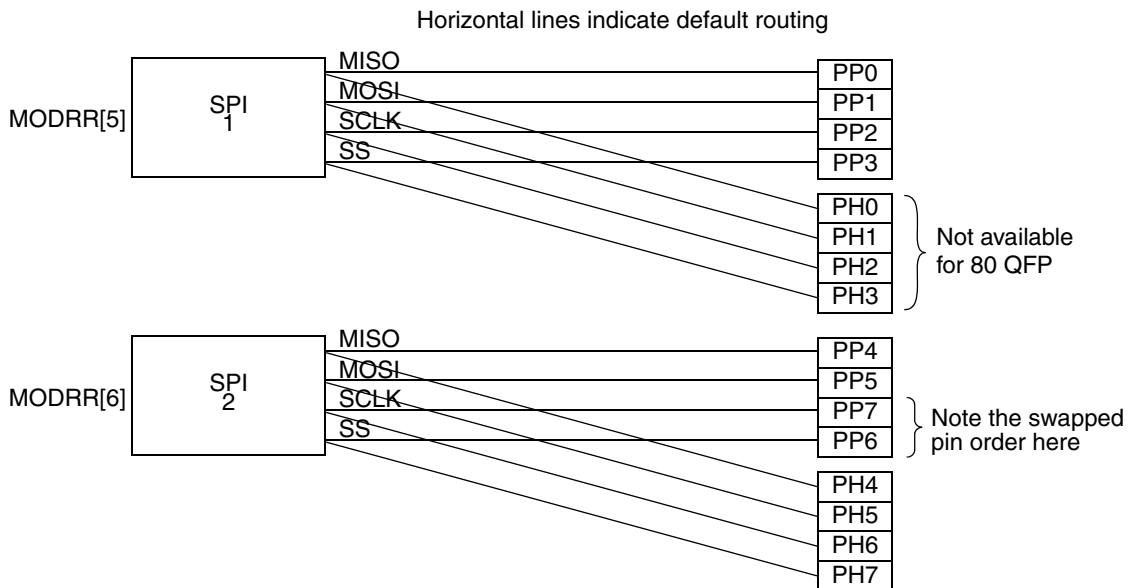 Horizontal lines indicate default routing
MODRR[5]
SPI
1
MISO
MOSI
SCLK
SS
PP0
PP1
PP2
PP3
PH0
PH1
PH2
PH3
Not available
for 80 QFP
MODRR[6]
SPI
2
MISO
MOSI
SCLK
SS
PP4
PP5
PP7
PP6
Note the swapped
pin order here
PH4
PH5
PH6
PH7